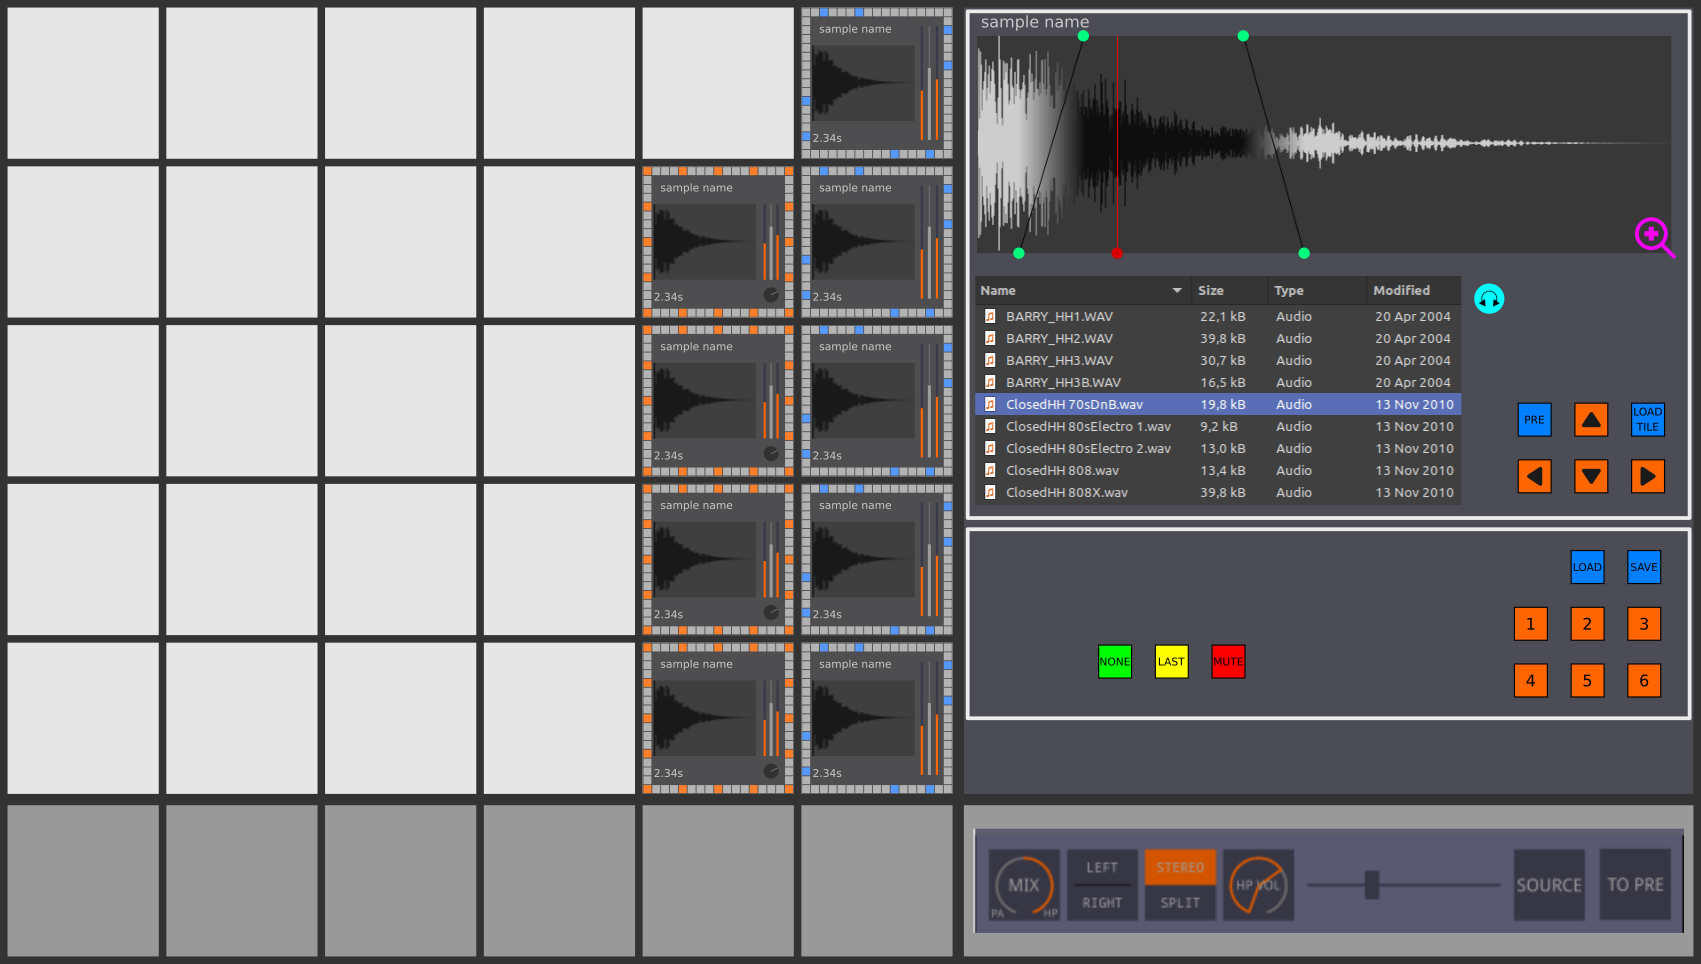 sample name
2.34s
sample name
2.34s
sample name
2.34s
sample name
2.34s
sample name
2.34s
sample name
2.34s
sample name
2.34s
sample name
2.34s
sample name
2.34s
sample name
Name Size Type Modified
BARRY_HH1.WAV 22,1 kB Audio 20 Apr 2004
BARRY_HH2.WAV 39,8 kB Audio 20 Apr 2004
BARRY_HH3.WAV 30,7 kB Audio 20 Apr 2004
BARRY_HH3B.WAV 16,5 kB Audio 20 Apr 2004
ClosedHH 70sDnB.wav 19,8 kB Audio 13 Nov 2010
ClosedHH 80sElectro 1.wav 9,2 kB Audio 13 Nov 2010
ClosedHH 80sElectro 2.wav 13,0 kB Audio 13 Nov 2010
ClosedHH 808.wav 13,4 kB Audio 13 Nov 2010
ClosedHH 808X.wav 39,8 kB Audio 13 Nov 2010
PRE
LOAD
TILE
LOAD SAVE
1 2 3
NONE LAST MUTE
4 5 6
MIX
PA HP
LEFT
RIGHT
STEREO
SPLIT
HP VOL
SOURCE
TO PRE